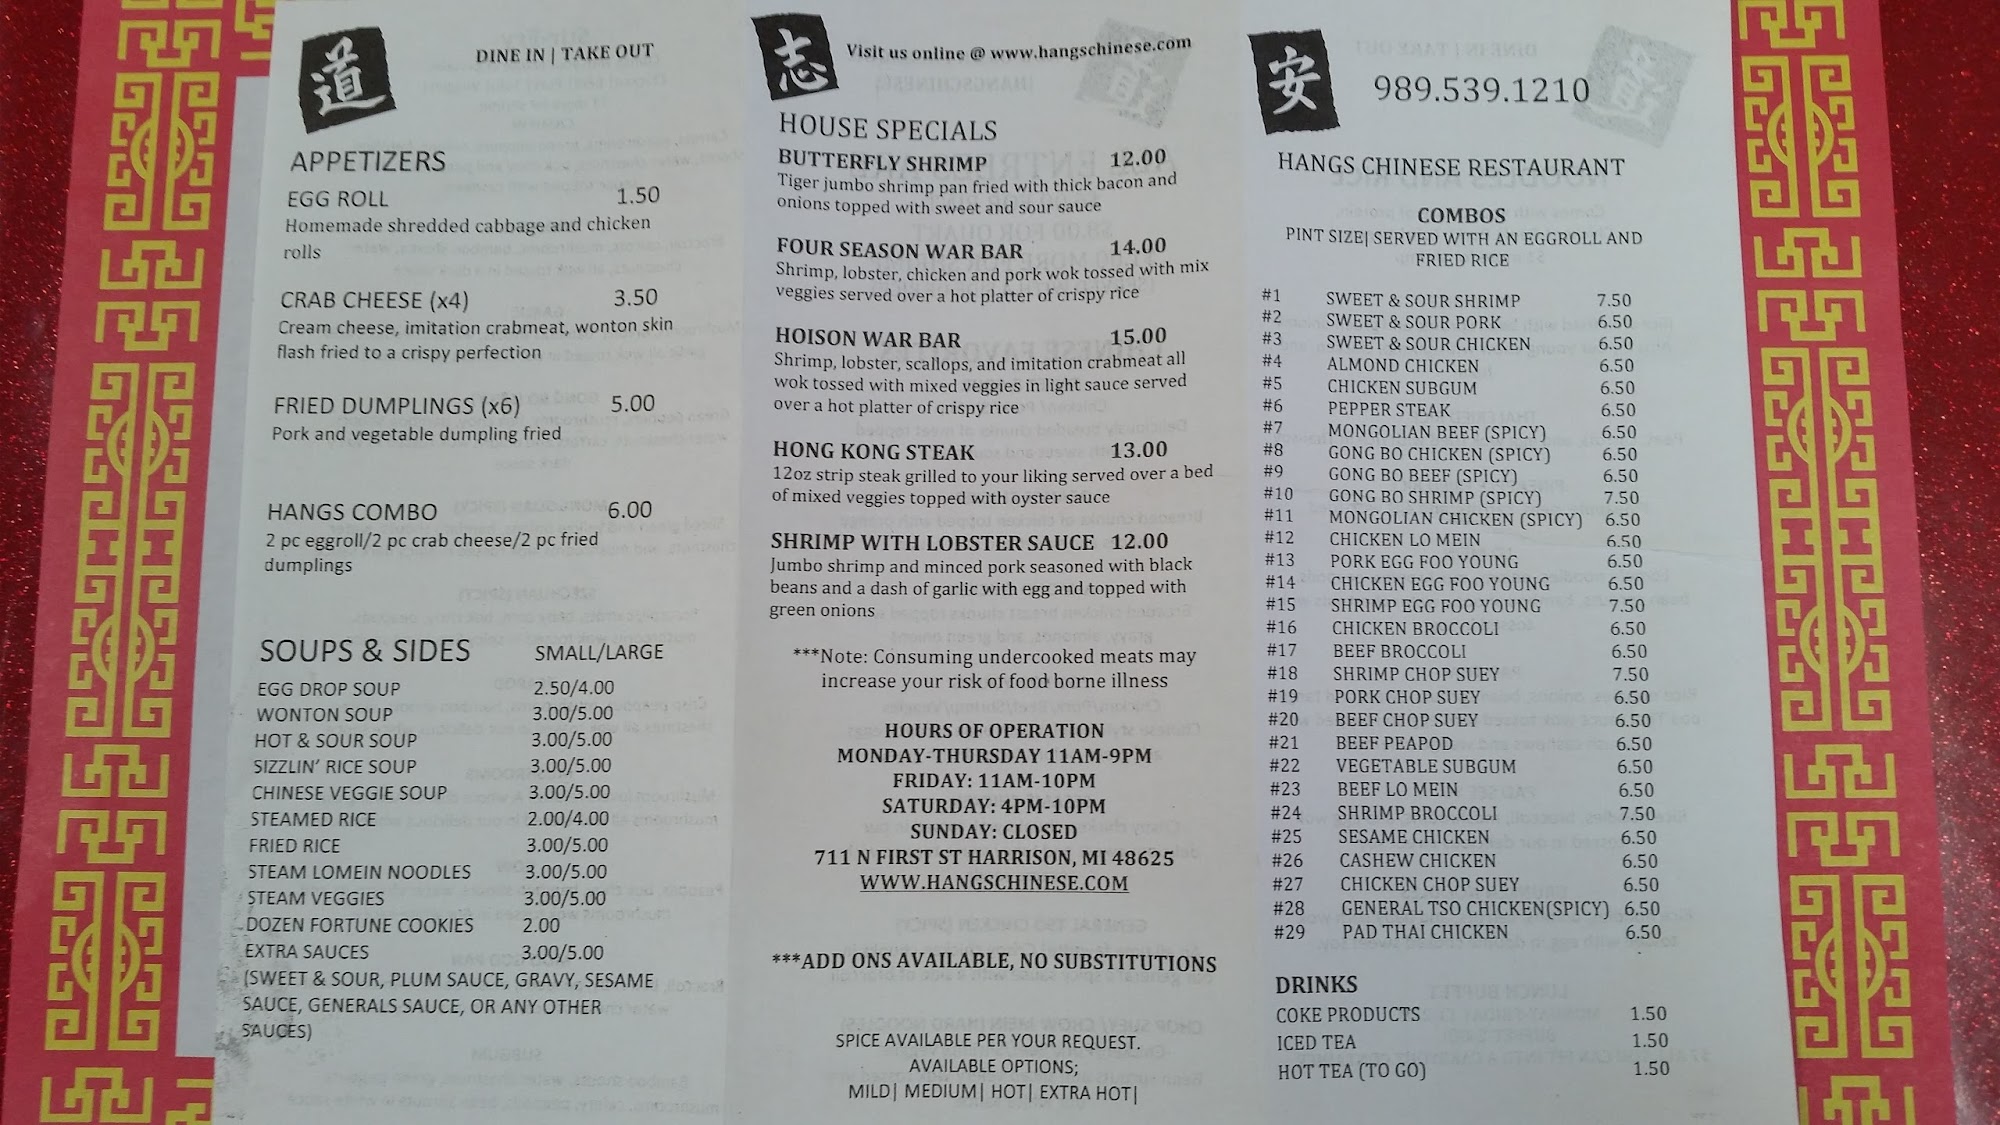 道
DINE IN | TAKE OUT
APPETIZERS
EGG ROLL 1.50
Homemade shredded cabbage and chicken
rolls
CRAB CHEESE (x4) 3.50
Cream cheese, imitation crabmeat, wonton skin
flash fried to a crispy perfection
FRIED DUMPLINGS (x6) 5.00
Pork and vegetable dumpling fried
HANGS COMBO 6.00
2 pc eggroll/2 pc crab cheese/2 pc fried
dumplings
SOUPS & SIDES SMALL/LARGE
EGG DROP SOUP 2.50/4.00
WONTON SOUP 3.00/5.00
HOT & SOUR SOUP 3.00/5.00
SIZZLIN' RICE SOUP 3.00/5.00
CHINESE VEGGIE SOUP 3.00/5.00
STEAMED RICE 2.00/4.00
FRIED RICE 3.00/5.00
STEAM LOMEIN NOODLES 3.00/5.00
STEAM VEGGIES 3.00/5.00
DOZEN FORTUNE COOKIES 2.00
EXTRA SAUCES 3.00/5.00
(SWEET & SOUR, PLUM SAUCE, GRAVY, SESAME
SAUCE, GENERALS SAUCE, OR ANY OTHER
SAUCES)
志
Visit us online @ www.hangschinese.com
HOUSE SPECIALS
BUTTERFLY SHRIMP 12.00
Tiger jumbo shrimp pan fried with thick bacon and
onions topped with sweet and sour sauce
FOUR SEASON WAR BAR 14.00
Shrimp, lobster, chicken and pork wok tossed with mix
veggies served over a hot platter of crispy rice
HOISON WAR BAR 15.00
Shrimp, lobster, scallops, and imitation crabmeat all
wok tossed with mixed veggies in light sauce served
over a hot platter of crispy rice
HONG KONG STEAK 13.00
12oz strip steak grilled to your liking served over a bed
of mixed veggies topped with oyster sauce
SHRIMP WITH LOBSTER SAUCE 12.00
Jumbo shrimp and minced pork seasoned with black
beans and a dash of garlic with egg and topped with
green onions
***Note: Consuming undercooked meats may
increase your risk of food borne illness
HOURS OF OPERATION
MONDAY-THURSDAY 11AM-9PM
FRIDAY: 11AM-10PM
SATURDAY: 4PM-10PM
SUNDAY: CLOSED
711 N FIRST ST HARRISON, MI 48625
WWW.HANGSCHINESE.COM
***ADD ONS AVAILABLE, NO SUBSTITUTIONS
SPICE AVAILABLE PER YOUR REQUEST.
AVAILABLE OPTIONS;
MILD| MEDIUM| HOT| EXTRA HOT|
安
989.539.1210
HANGS CHINESE RESTAURANT
COMBOS
PINT SIZE| SERVED WITH AN EGGROLL AND
FRIED RICE
#1 SWEET & SOUR SHRIMP 7.50
#2 SWEET & SOUR PORK 6.50
#3 SWEET & SOUR CHICKEN 6.50
#4 ALMOND CHICKEN 6.50
#5 CHICKEN SUBGUM 6.50
#6 PEPPER STEAK 6.50
#7 MONGOLIAN BEEF (SPICY) 6.50
#8 GONG BO CHICKEN (SPICY) 6.50
#9 GONG BO BEEF (SPICY) 6.50
#10 GONG BO SHRIMP (SPICY) 7.50
#11 MONGOLIAN CHICKEN (SPICY) 6.50
#12 CHICKEN LO MEIN 6.50
#13 PORK EGG FOO YOUNG 6.50
#14 CHICKEN EGG FOO YOUNG 6.50
#15 SHRIMP EGG FOO YOUNG 7.50
#16 CHICKEN BROCCOLI 6.50
#17 BEEF BROCCOLI 6.50
#18 SHRIMP CHOP SUEY 7.50
#19 PORK CHOP SUEY 6.50
#20 BEEF CHOP SUEY 6.50
#21 BEEF PEAPOD 6.50
#22 VEGETABLE SUBGUM 6.50
#23 BEEF LO MEIN 6.50
#24 SHRIMP BROCCOLI 7.50
#25 SESAME CHICKEN 6.50
#26 CASHEW CHICKEN 6.50
#27 CHICKEN CHOP SUEY 6.50
#28 GENERAL TSO CHICKEN(SPICY) 6.50
#29 PAD THAI CHICKEN 6.50
DRINKS
COKE PRODUCTS 1.50
ICED TEA 1.50
HOT TEA (TO GO) 1.50